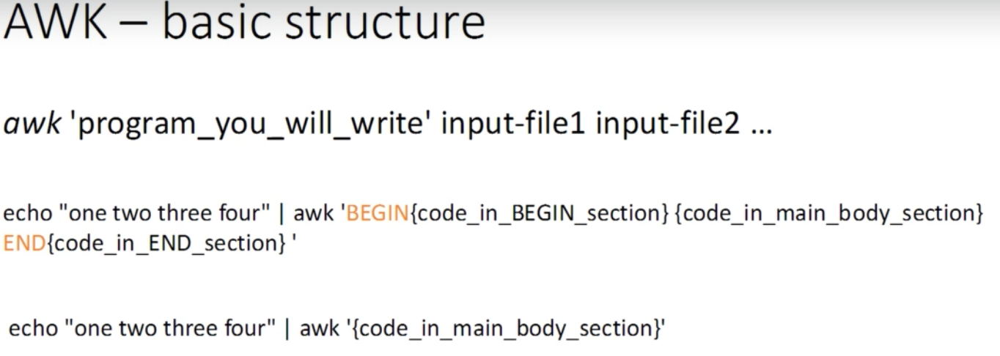 AWK – basic structure
awk 'program_you_will_write' input-file1 input-file2 ...
echo "one two three four" | awk 'BEGIN{code_in_BEGIN_section} {code_in_main_body_section}
END{code_in_END_section} '
echo "one two three four" | awk '{code_in_main_body_section}'